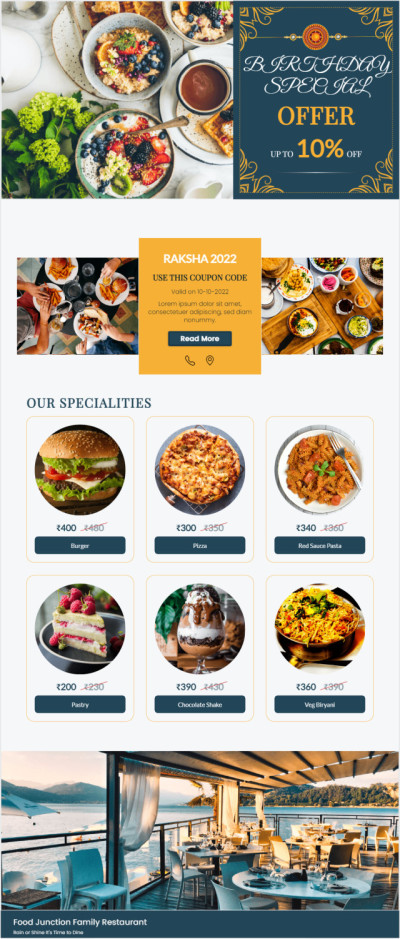 BIRTHDAY
SPECIAL
OFFER
UP TO 10% OFF
RAKSHA 2022
USE THIS COUPON CODE
Valid on 10-10-2022
Lorem ipsum dolor sit amet,
consectetuer adipiscing, sed diam
nonummy.
Read More
OUR SPECIALITIES
₹400 ₹480
₹300 ₹350
₹340 ₹360
Burger
Pizza
Red Sauce Pasta
₹200 ₹230
₹390 ₹430
₹360 ₹390
Pastry
Chocolate Shake
Veg Biryani
Food Junction Family Restaurant
Rain or Shine It's Time to Dine